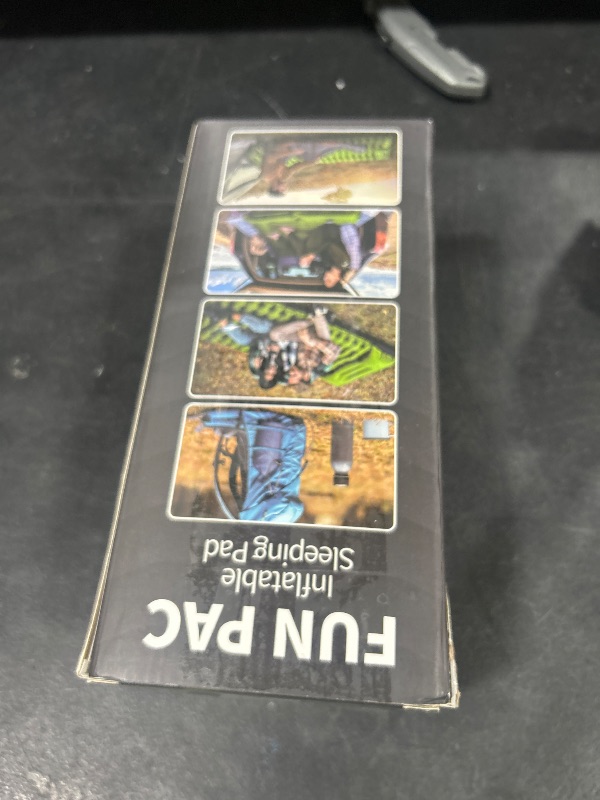 FUN PAC
Inflatable
Sleeping Pad